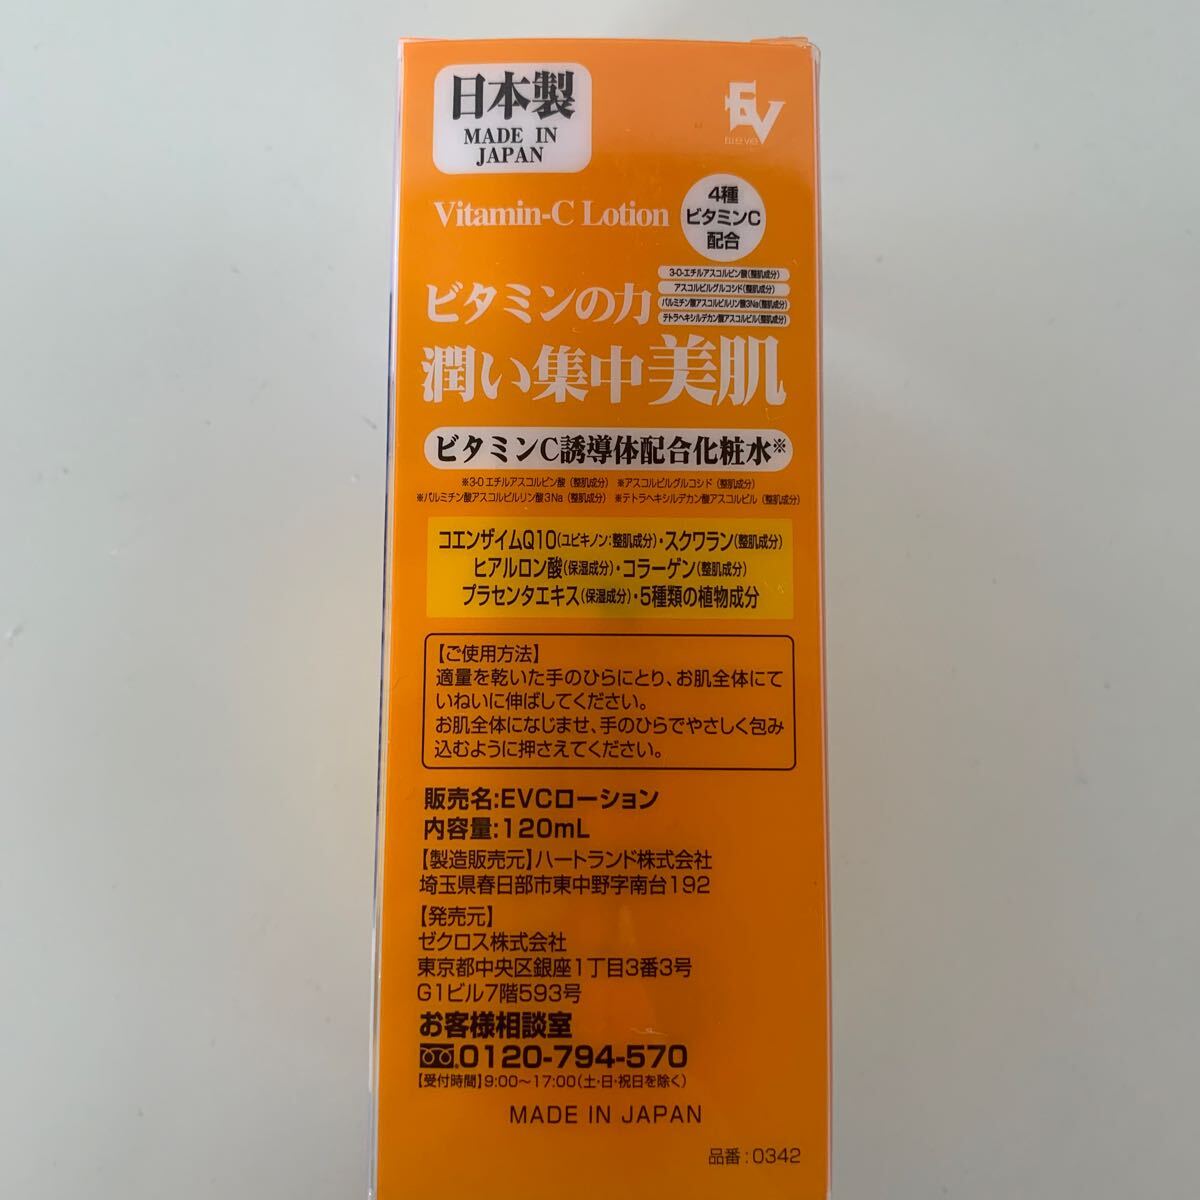 日本製
MADE IN
JAPAN
EV
nieve
Vitamin-C Lotion
4種
ビタミンC
配合
3-O-エチルアスコルビン酸(整肌成分)
アスコルビルグルコシド(整肌成分)
パルミチン酸アスコルビルリン酸3Na(整肌成分)
テトラヘキシルデカン酸アスコルビル(整肌成分)
ビタミンの力
潤い集中美肌
ビタミンC誘導体配合化粧水※
※3-O エチルアスコルビン酸(整肌成分) ※アスコルビルグルコシド(整肌成分)
※パルミチン酸アスコルビルリン酸3Na(整肌成分) ※テトラヘキシルデカン酸アスコルビル(整肌成分)
コエンザイムQ10(ユビキノン:整肌成分)・スクワラン(整肌成分)
ヒアルロン酸(保湿成分)・コラーゲン(整肌成分)
プラセンタエキス(保湿成分)・5種類の植物成分
【ご使用方法】
適量を乾いた手のひらにとり、お肌全体にて
いねいに伸ばしてください。
お肌全体になじませ、手のひらでやさしく包み
込むように押さえてください。
販売名:EVCローション
内容量:120mL
【製造販売元】ハートランド株式会社
埼玉県春日部市東中野字南台192
【発売元】
ゼクロス株式会社
東京都中央区銀座1丁目3番3号
G1ビル7階593号
お客様相談室
0120-794-570
【受付時間】9:00〜17:00(土・日・祝日を除く)
MADE IN JAPAN
品番:0342